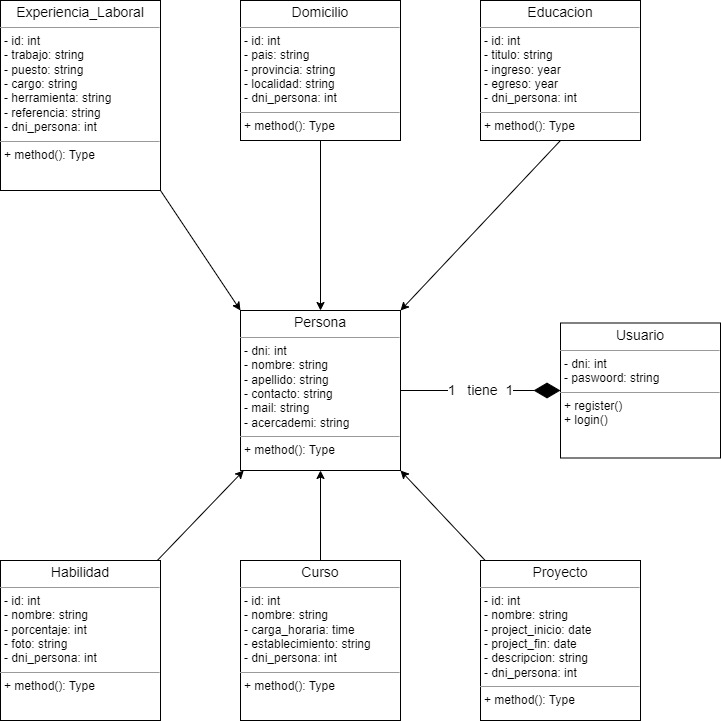 Experiencia_Laboral
- id: int
- trabajo: string
- puesto: string
- cargo: string
- herramienta: string
- referencia: string
- dni_persona: int
+ method(): Type
Domicilio
- id: int
- pais: string
- provincia: string
- localidad: string
- dni_persona: int
+ method(): Type
Educacion
- id: int
- titulo: string
- ingreso: year
- egreso: year
- dni_persona: int
+ method(): Type
Persona
- dni: int
- nombre: string
- apellido: string
- contacto: string
- mail: string
- acercademi: string
+ method(): Type
1 tiene 1
Usuario
- dni: int
- paswoord: string
+ register()
+ login()
Habilidad
- id: int
- nombre: string
- porcentaje: int
- foto: string
- dni_persona: int
+ method(): Type
Curso
- id: int
- nombre: string
- carga_horaria: time
- establecimiento: string
- dni_persona: int
+ method(): Type
Proyecto
- id: int
- nombre: string
- project_inicio: date
- project_fin: date
- descripcion: string
- dni_persona: int
+ method(): Type